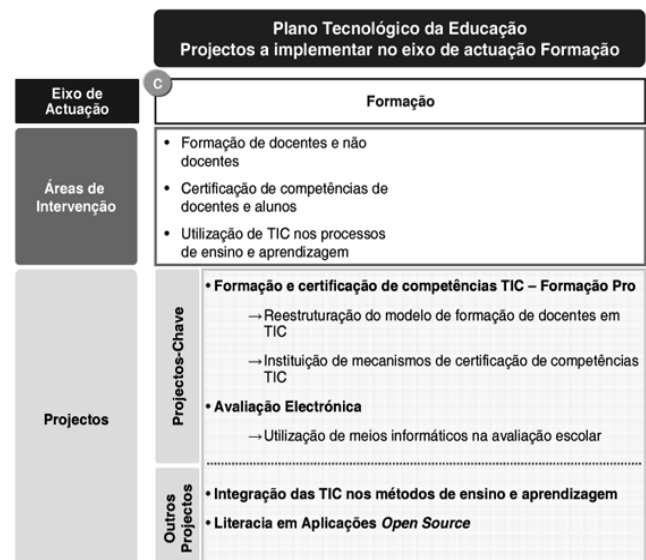 Plano Tecnológico da Educação
Projectos a implementar no eixo de actuação Formação
C
Eixo de
Actuação
Formação
Áreas de
Intervenção
• Formação de docentes e não
docentes
• Certificação de competências de
docentes e alunos
• Utilização de TIC nos processos
de ensino e aprendizagem
Projectos
Projectos-Chave
• Formação e certificação de competências TIC – Formação Pro
→Reestruturação do modelo de formação de docentes em
TIC
→Instituição de mecanismos de certificação de competências
TIC
• Avaliação Electrónica
→Utilização de meios informáticos na avaliação escolar
Outros
Projectos
• Integração das TIC nos métodos de ensino e aprendizagem
• Literacia em Aplicações Open Source